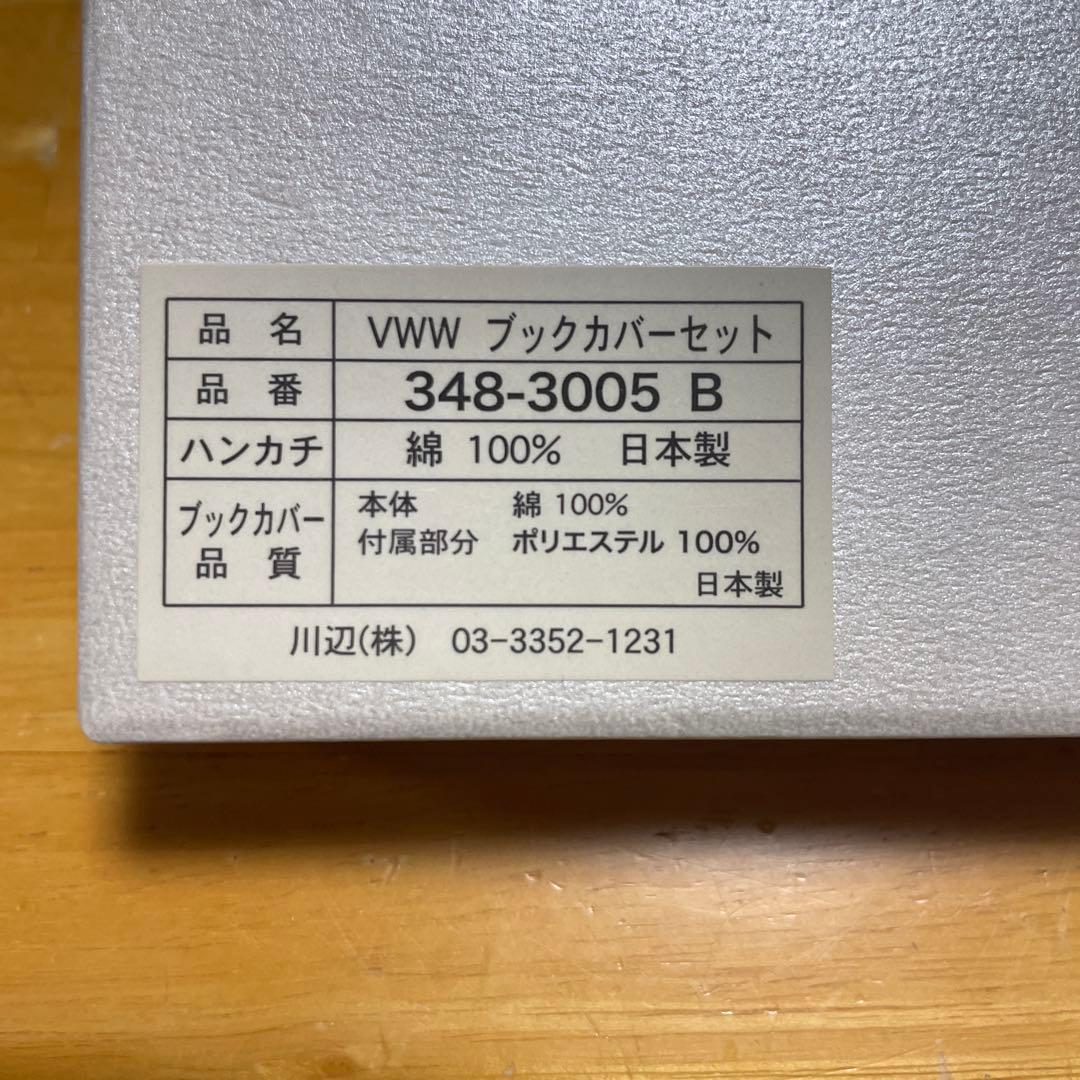 品 名 VWW ブックカバーセット
品 番 348-3005 B
ハンカチ 綿 100% 日本製
ブックカバー 品 質 本体 綿 100%
付属部分 ポリエステル 100%
日本製
川辺(株) 03-3352-1231